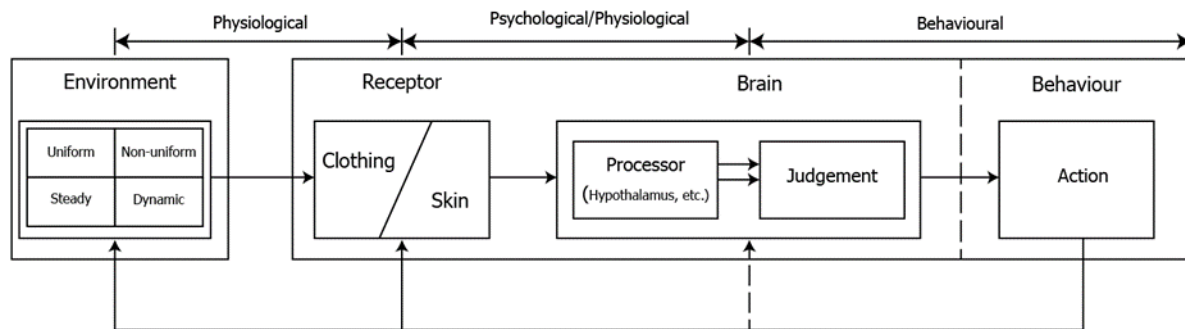 Physiological
Psychological/Physiological
Behavioural
Environment
Receptor
Brain
Behaviour
Uniform
Non-uniform
Steady
Dynamic
Clothing
Skin
Processor
(Hypothalamus, etc.)
Judgement
Action